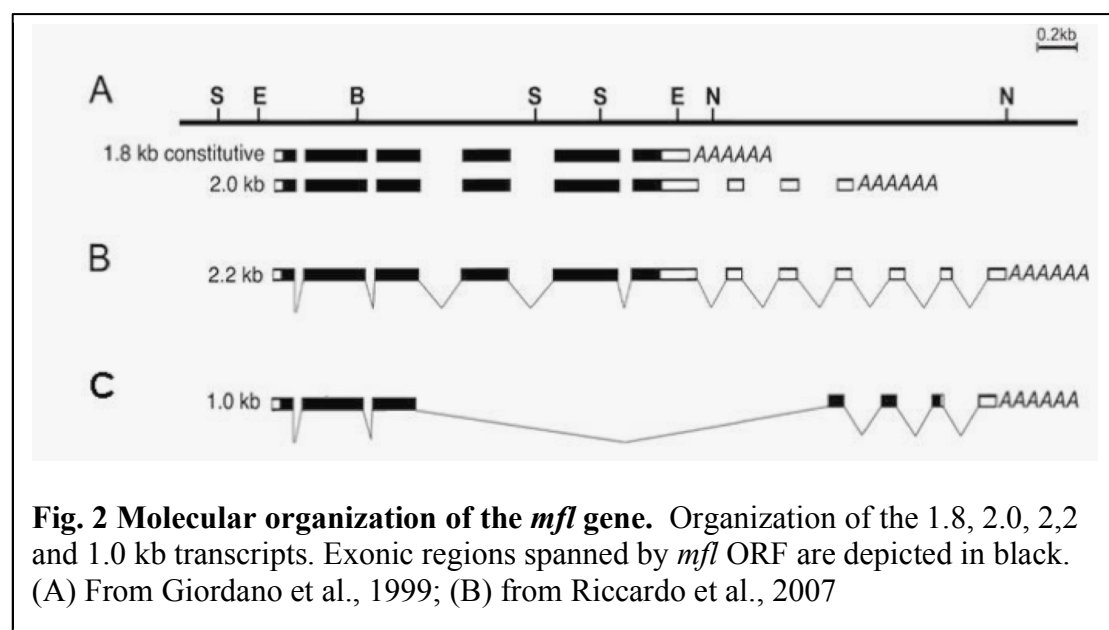 0.2kb
A
S E B S S E N N
1.8 kb constitutive AAAAAA
2.0 kb AAAAAA
B
2.2 kb AAAAAA
C
1.0 kb AAAAAA
Fig. 2 Molecular organization of the mfl gene. Organization of the 1.8, 2.0, 2,2
and 1.0 kb transcripts. Exonic regions spanned by mfl ORF are depicted in black.
(A) From Giordano et al., 1999; (B) from Riccardo et al., 2007